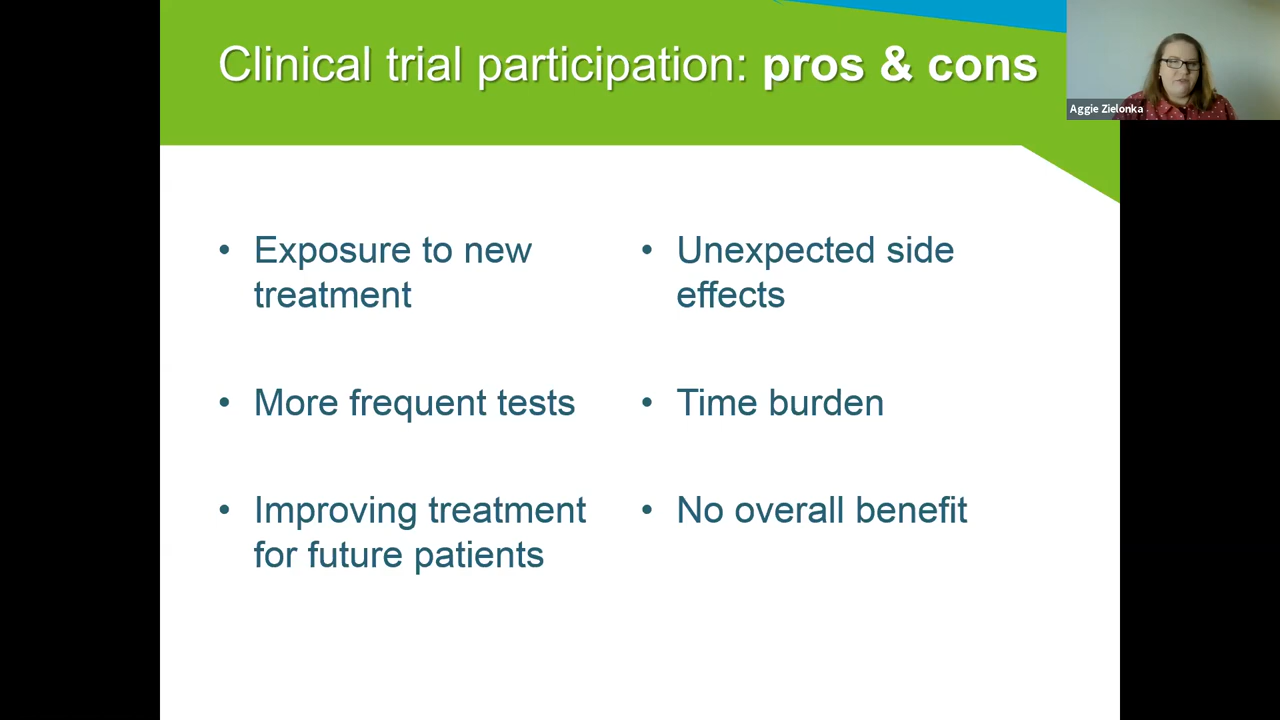 Clinical trial participation: pros & cons
Aggie Zielonka
• Exposure to new
treatment
• More frequent tests
• Improving treatment
for future patients
• Unexpected side
effects
• Time burden
• No overall benefit